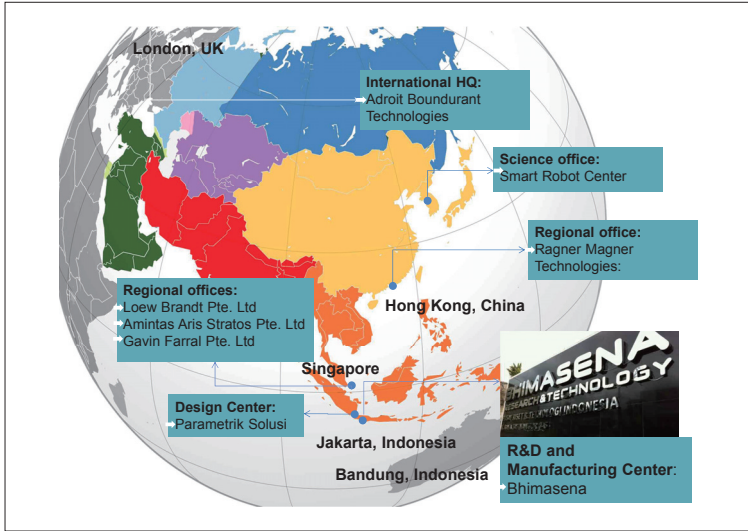 London, UK
International HQ:
Adroit Boundurant
Technologies
Science office:
Smart Robot Center
Regional office:
Ragner Magner
Technologies:
Hong Kong, China
Regional offices:
Loew Brandt Pte. Ltd
Amintas Aris Stratos Pte. Ltd
Gavin Farral Pte. Ltd
Singapore
Design Center:
Parametrik Solusi
Jakarta, Indonesia
Bandung, Indonesia
BHIMASENA
RESEARCH & TECHNOLOGY
INDONESIA
R&D and
Manufacturing Center:
Bhimasena